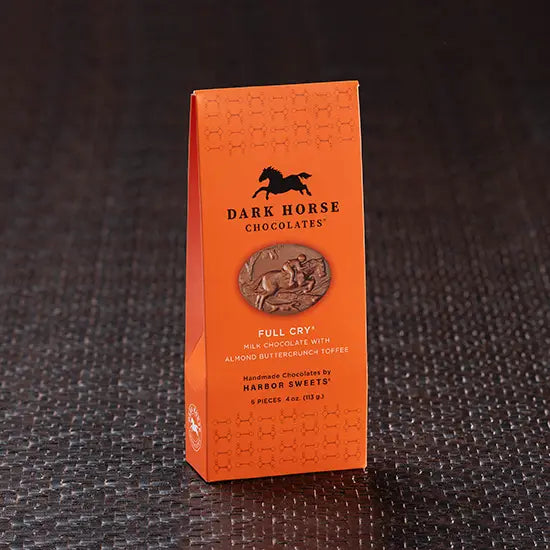 DARK HORSE
CHOCOLATES®
FULL CRY®
MILK CHOCOLATE WITH
ALMOND BUTTERCRUNCH TOFFEE
Handmade Chocolates by
HARBOR SWEETS®
5 PIECES 4 oz. (113 g.)